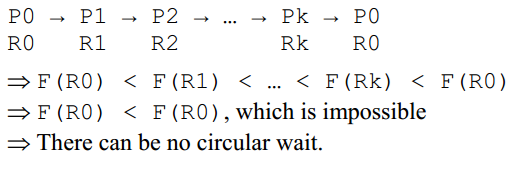 P0 → P1 → P2 → … → Pk → P0
R0 R1 R2 Rk R0
⇒ F(R0) < F(R1) < … < F(Rk) < F(R0)
⇒ F(R0) < F(R0), which is impossible
⇒ There can be no circular wait.